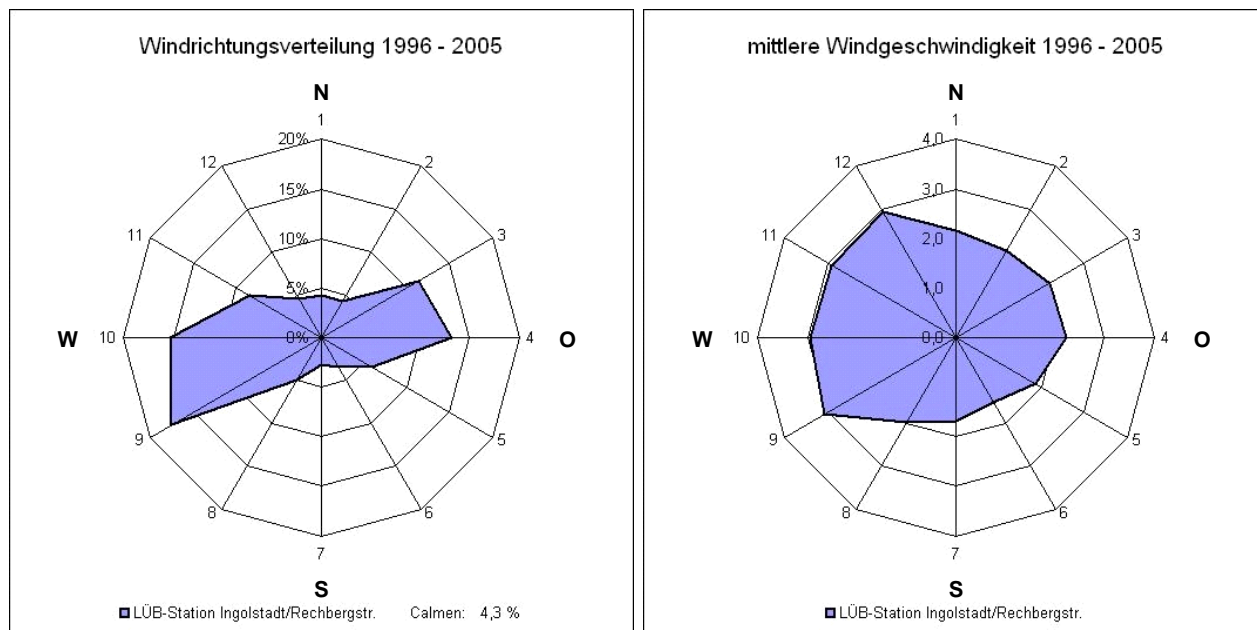 Windrichtungsverteilung 1996 - 2005
N
1
20%
12
2
15%
11
3
10%
5%
W
10
0%
4
O
9
5
8
6
7
S
LÜB-Station Ingolstadt/Rechbergstr. Calmen: 4,3 %
mittlere Windgeschwindigkeit 1996 - 2005
N
1
4,0
12
2
3,0
11
3
2,0
1,0
W
10
0,0
4
O
9
5
8
6
7
S
LÜB-Station Ingolstadt/Rechbergstr.